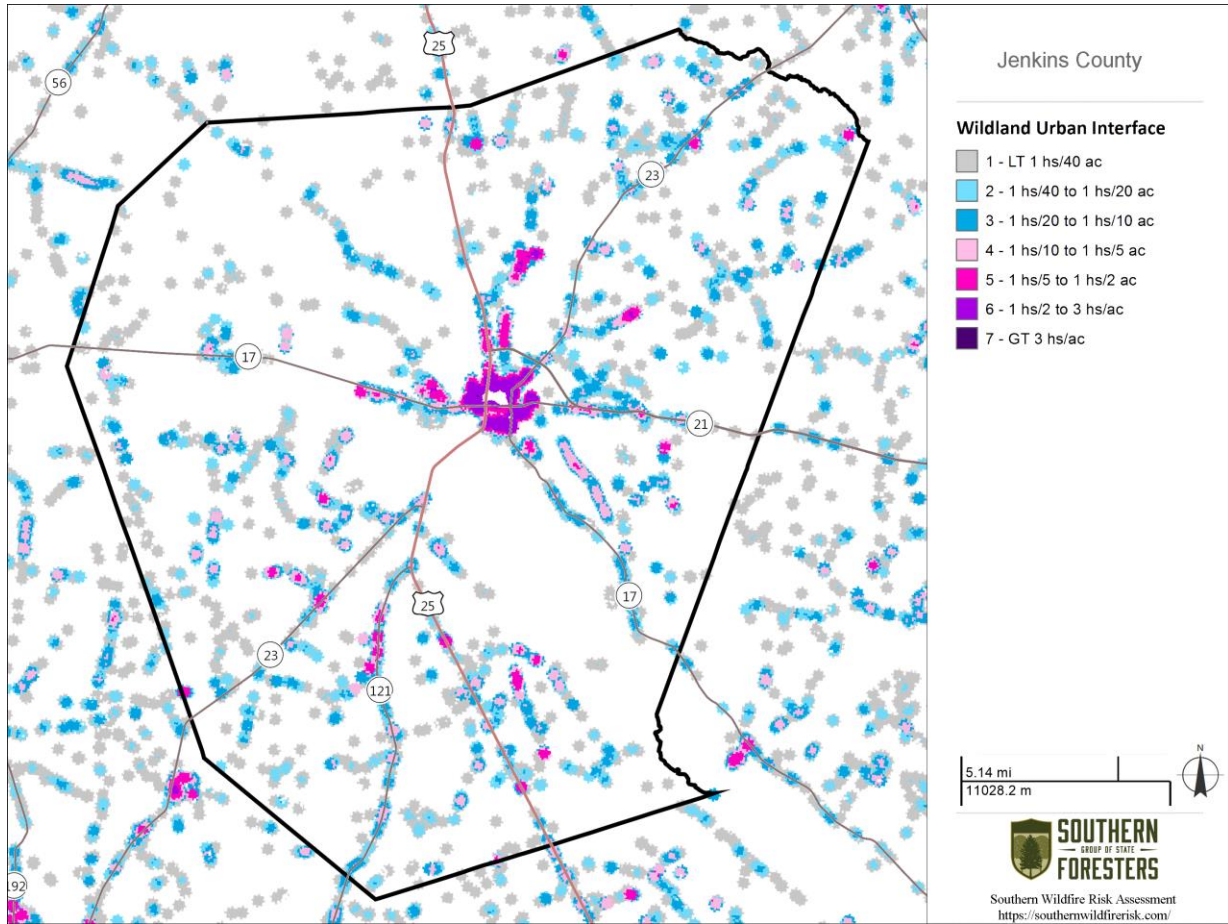 25
56
23
17
21
17
25
23
121
192
Jenkins County
Wildland Urban Interface
1 - LT 1 hs/40 ac
2 - 1 hs/40 to 1 hs/20 ac
3 - 1 hs/20 to 1 hs/10 ac
4 - 1 hs/10 to 1 hs/5 ac
5 - 1 hs/5 to 1 hs/2 ac
6 - 1 hs/2 to 3 hs/ac
7 - GT 3 hs/ac
5.14 mi
11028.2 m
N
SOUTHERN
GROUP OF STATE
FORESTERS
Southern Wildfire Risk Assessment
https://southernwildfirerisk.com/